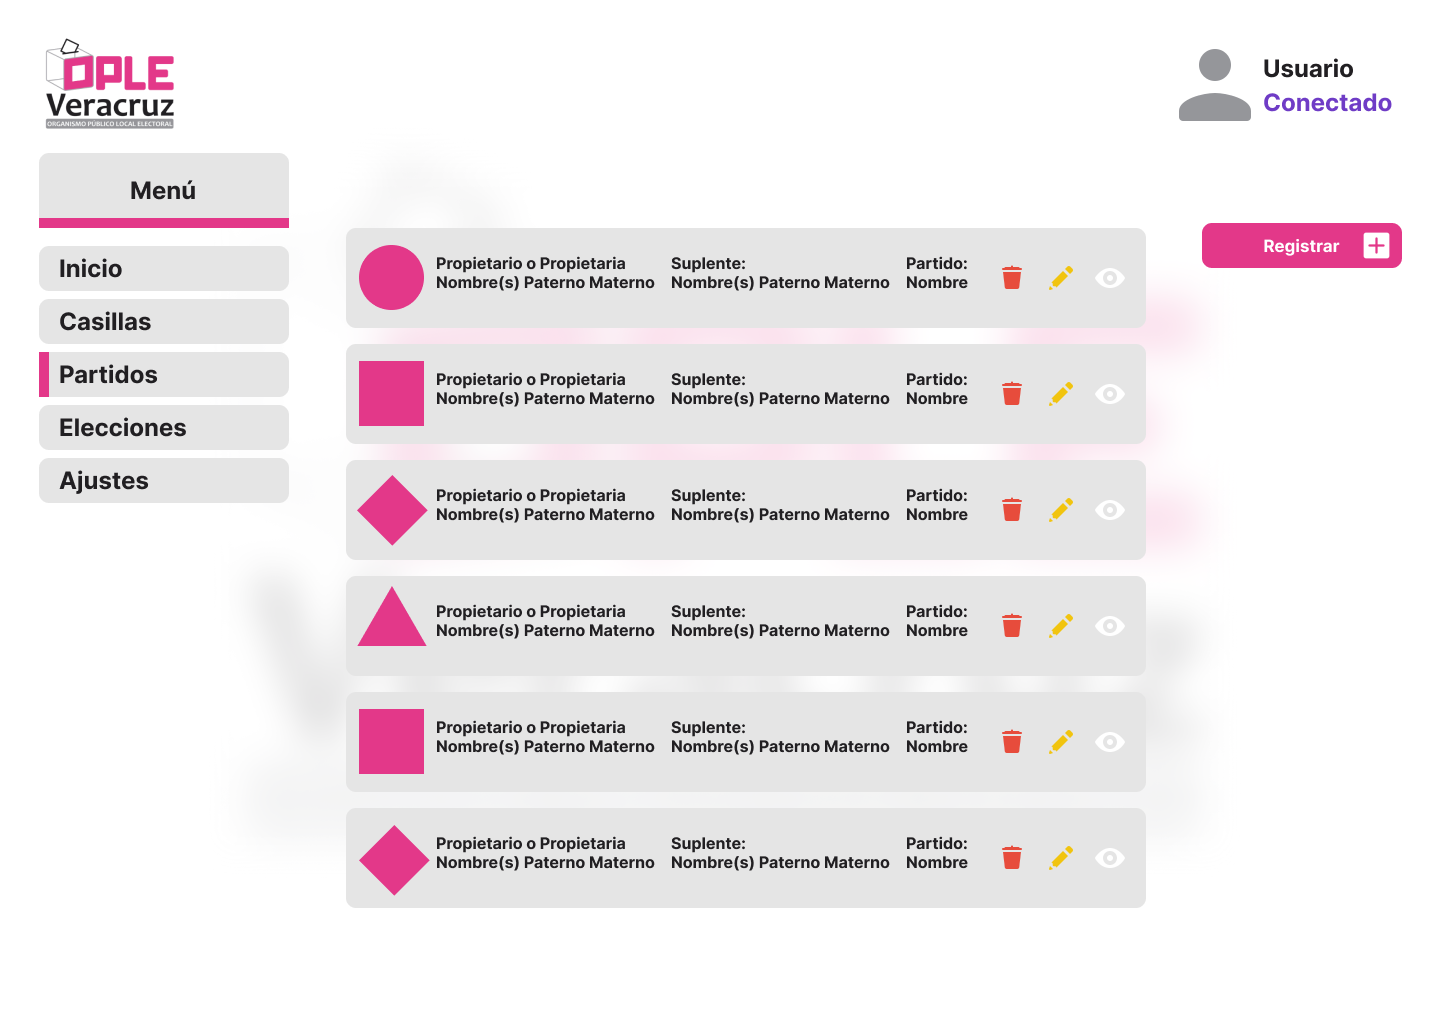 OPLE
Veracruz
ORGANISMO PÚBLICO LOCAL ELECTORAL
Usuario
Conectado
Menú
Inicio
Casillas
Partidos
Elecciones
Ajustes
Registrar
Propietario o Propietaria Suplente: Partido:
Nombre(s) Paterno Materno Nombre(s) Paterno Materno Nombre
Propietario o Propietaria Suplente: Partido:
Nombre(s) Paterno Materno Nombre(s) Paterno Materno Nombre
Propietario o Propietaria Suplente: Partido:
Nombre(s) Paterno Materno Nombre(s) Paterno Materno Nombre
Propietario o Propietaria Suplente: Partido:
Nombre(s) Paterno Materno Nombre(s) Paterno Materno Nombre
Propietario o Propietaria Suplente: Partido:
Nombre(s) Paterno Materno Nombre(s) Paterno Materno Nombre
Propietario o Propietaria Suplente: Partido:
Nombre(s) Paterno Materno Nombre(s) Paterno Materno Nombre